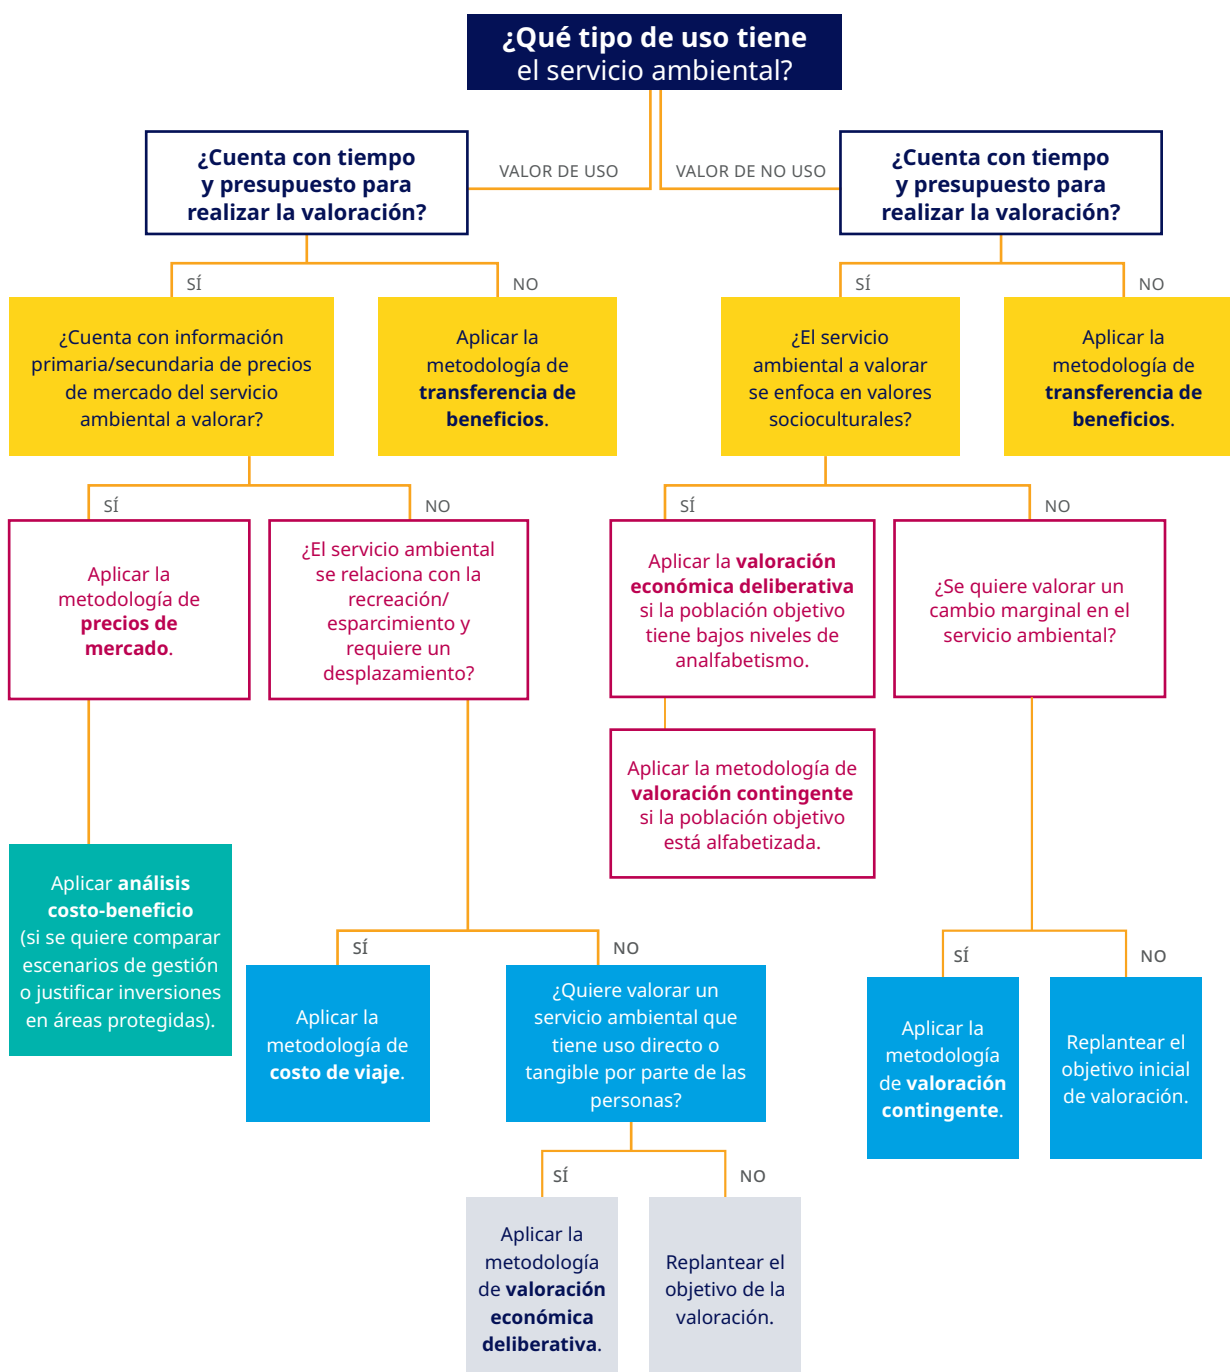 ¿Qué tipo de uso tiene
el servicio ambiental?
¿Cuenta con tiempo
y presupuesto para
realizar la valoración?
VALOR DE USO
VALOR DE NO USO
¿Cuenta con tiempo
y presupuesto para
realizar la valoración?
SÍ
NO
SÍ
NO
¿Cuenta con información
primaria/secundaria de precios
de mercado del servicio
ambiental a valorar?
Aplicar la
metodología de
transferencia de
beneficios.
¿El servicio
ambiental a valorar
se enfoca en valores
socioculturales?
Aplicar la
metodología de
transferencia de
beneficios.
SÍ
NO
SÍ
NO
Aplicar la
metodología de
precios de
mercado.
¿El servicio ambiental
se relaciona con la
recreación/
esparcimiento y
requiere un
desplazamiento?
Aplicar la valoración
económica deliberativa
si la población objetivo
tiene bajos niveles de
analfabetismo.
¿Se quiere valorar un
cambio marginal en el
servicio ambiental?
Aplicar la metodología de
valoración contingente
si la población objetivo
está alfabetizada.
Aplicar análisis
costo-beneficio
(si se quiere comparar
escenarios de gestión
o justificar inversiones
en áreas protegidas).
SÍ
NO
SÍ
NO
Aplicar la
metodología de
costo de viaje.
¿Quiere valorar un
servicio ambiental que
tiene uso directo o
tangible por parte de las
personas?
Aplicar la
metodología
de valoración
contingente.
Replantear el
objetivo inicial
de valoración.
SÍ
NO
Aplicar la
metodología
de valoración
económica
deliberativa.
Replantear el
objetivo de la
valoración.